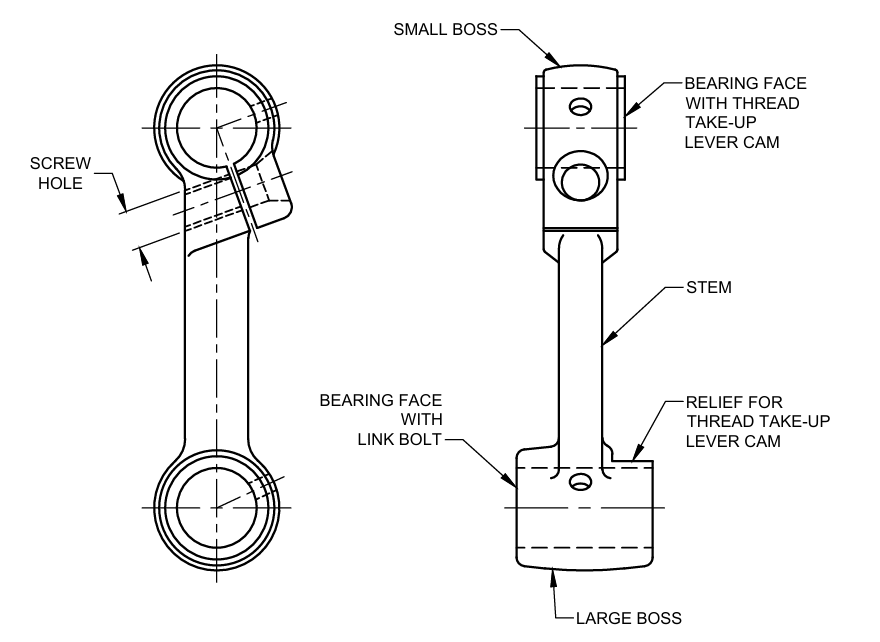 SMALL BOSS
BEARING FACE
WITH THREAD
TAKE-UP
LEVER CAM
SCREW
HOLE
STEM
BEARING FACE
WITH
LINK BOLT
RELIEF FOR
THREAD TAKE-UP
LEVER CAM
LARGE BOSS